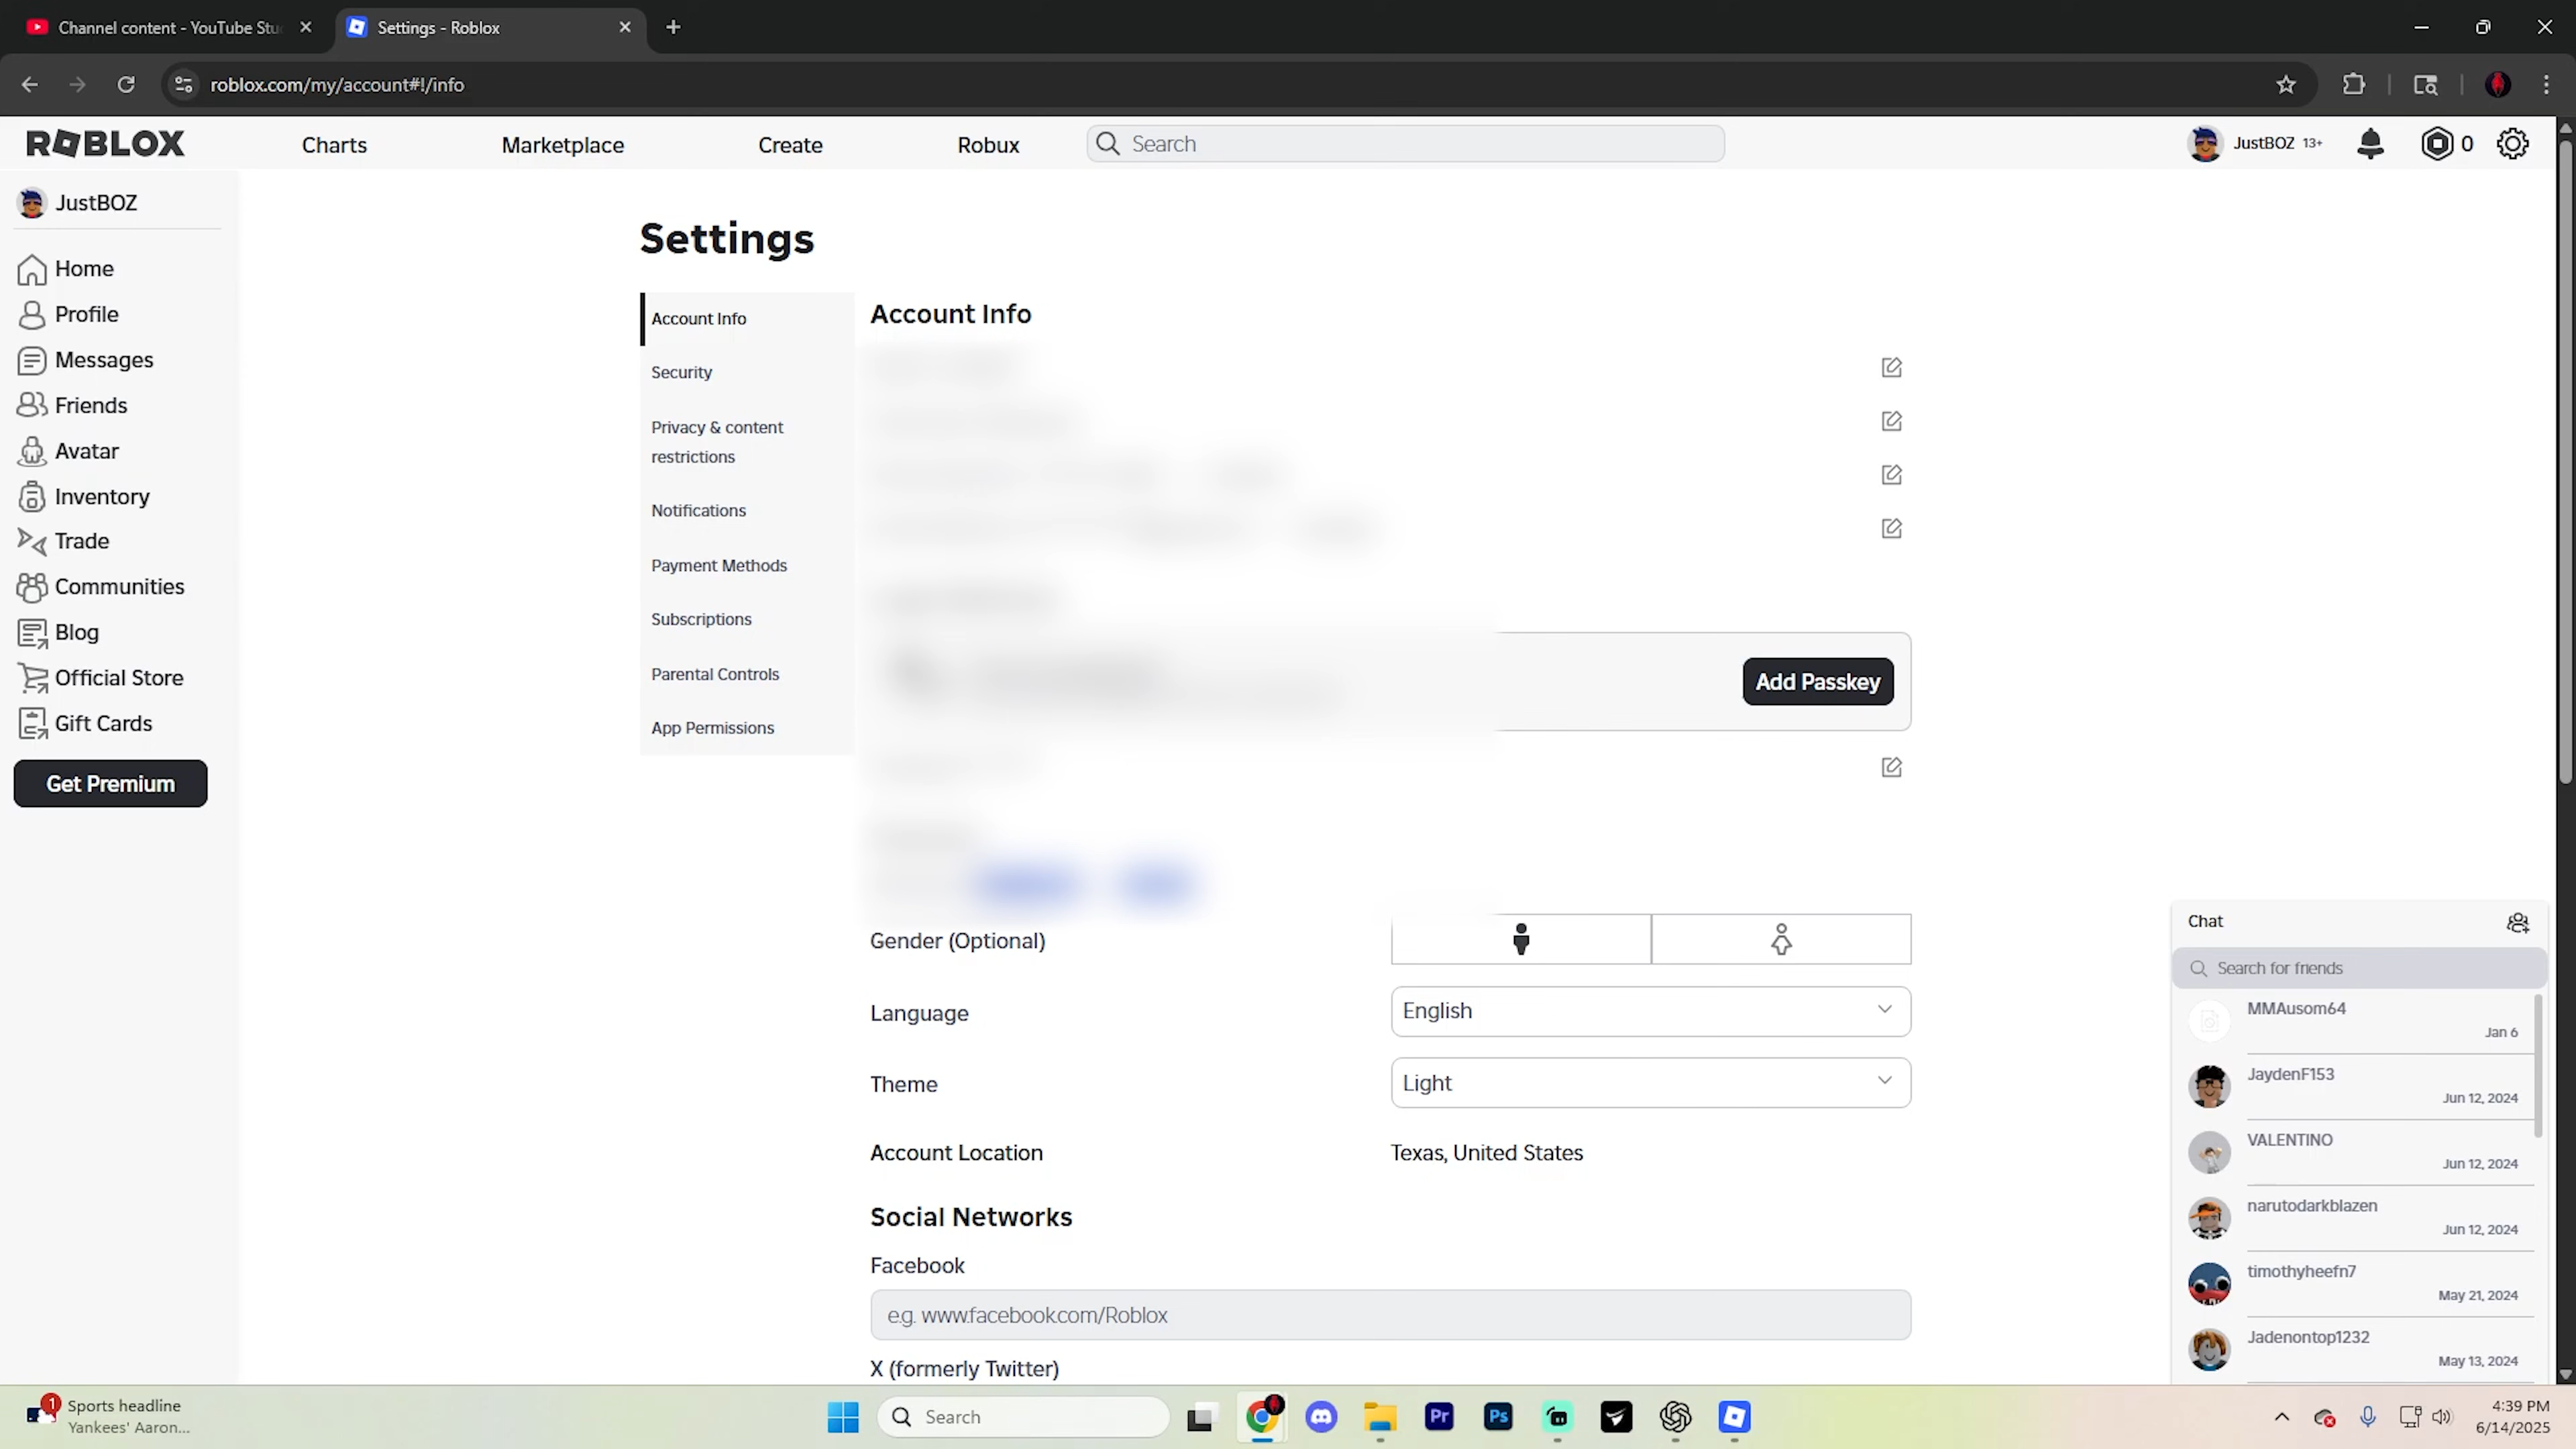 Channel content - YouTube Stu
Settings - Roblox
roblox.com/my/account#!/info
ROBLOX
Charts
Marketplace
Create
Robux
Search
JustBOZ 13+
0
JustBOZ
Home
Profile
Messages
Friends
Avatar
Inventory
Trade
Communities
Blog
Official Store
Gift Cards
Get Premium
Settings
Account Info
Security
Privacy & content
restrictions
Notifications
Payment Methods
Subscriptions
Parental Controls
App Permissions
Account Info
Add Passkey
Gender (Optional)
Language
English
Theme
Light
Account Location
Texas, United States
Social Networks
Facebook
e.g. www.facebook.com/Roblox
X (formerly Twitter)
Chat
Search for friends
MMAusom64
Jan 6
JaydenF153
Jun 12, 2024
VALENTINO
Jun 12, 2024
narutodarkblazen
Jun 12, 2024
timothyheefn7
May 21, 2024
Jadenontop1232
May 13, 2024
1
Sports headline
Yankees' Aaron...
Search
Pr
Ps
4:39 PM
6/14/2025